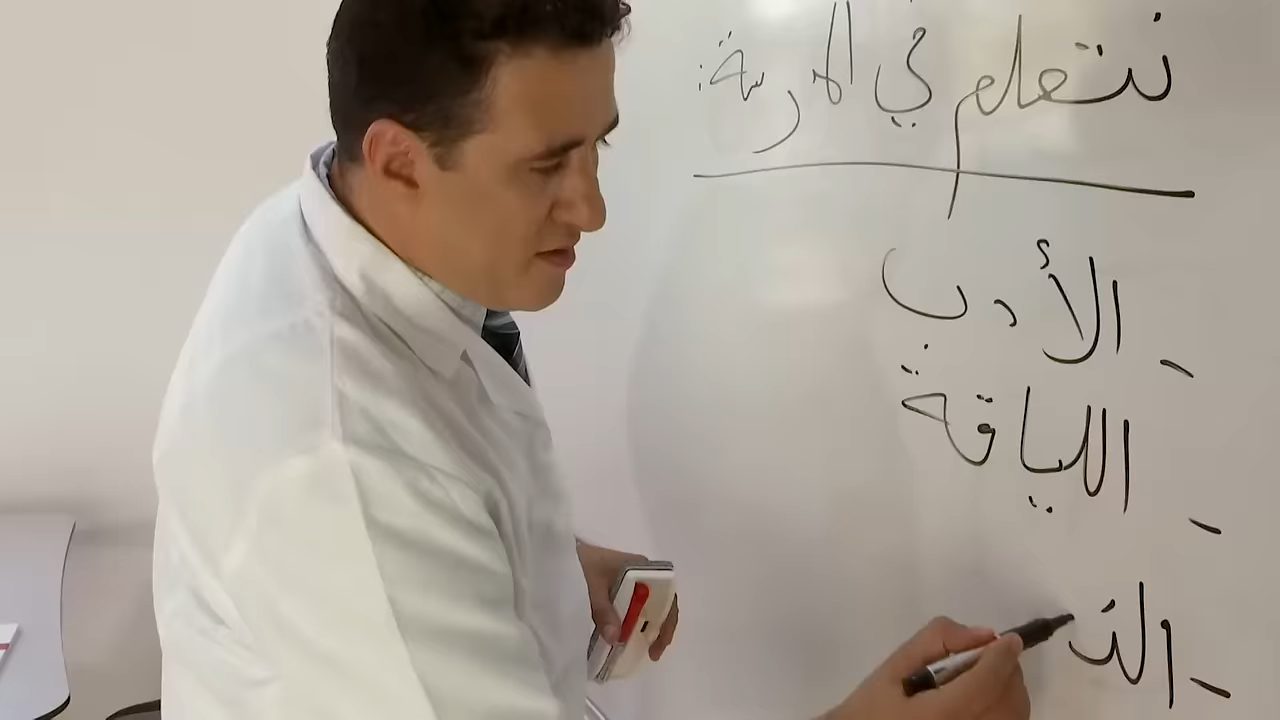 نتعلم في المدرسة:
- الأدب
- اللياقة
- الت